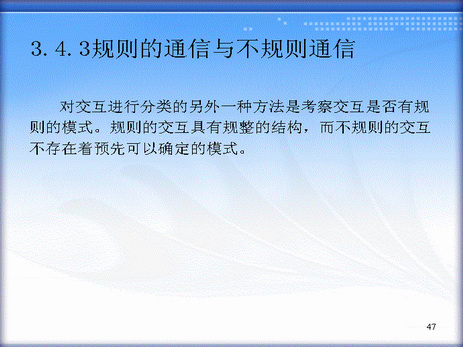 3.4.3规则的通信与不规则通信
对交互进行分类的另外一种方法是考察交互是否有规
则的模式。规则的交互具有规整的结构，而不规则的交互
不存在着预先可以确定的模式。
47